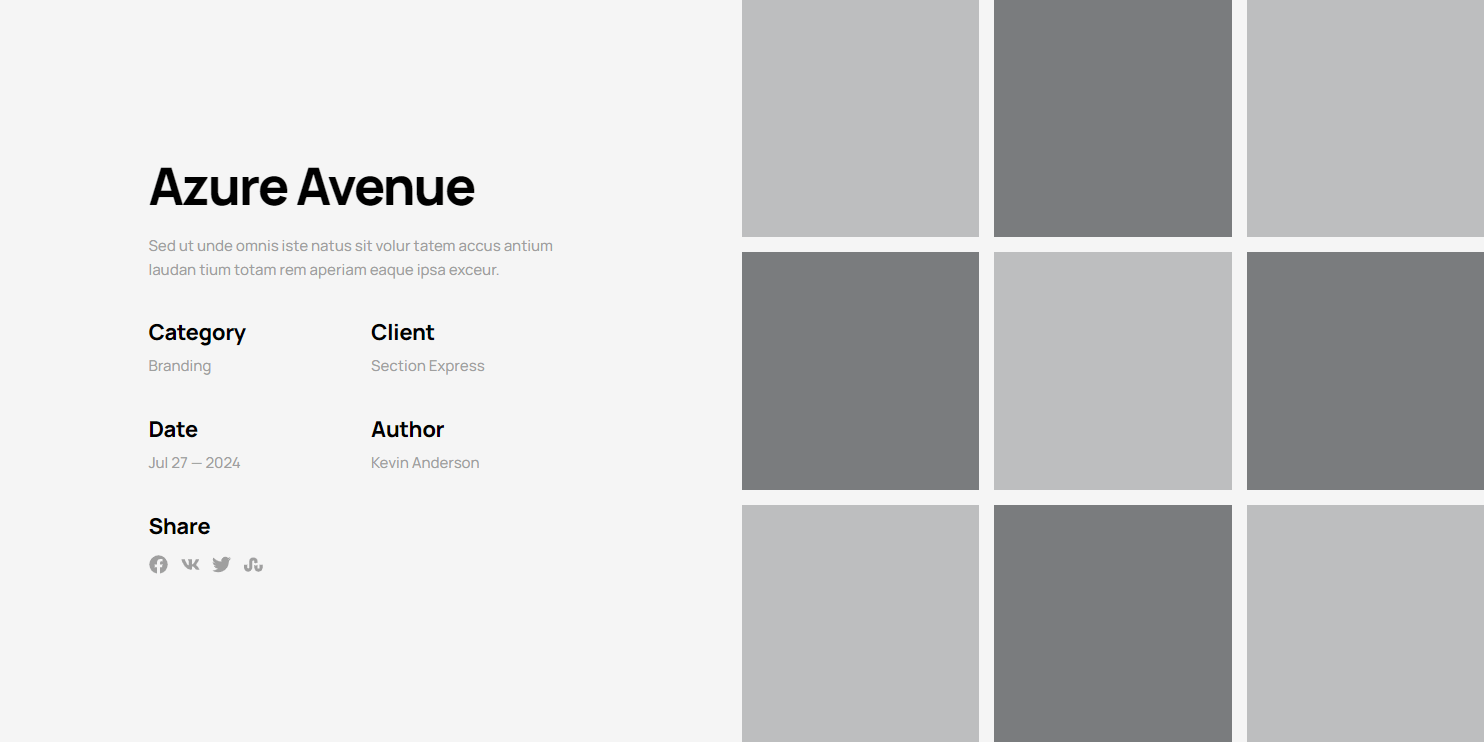 Azure Avenue
Sed ut unde omnis iste natus sit volur tatem accus antium
laudan tium totam rem aperiam eaque ipsa exceur.
Category
Branding
Client
Section Express
Date
Jul 27 — 2024
Author
Kevin Anderson
Share